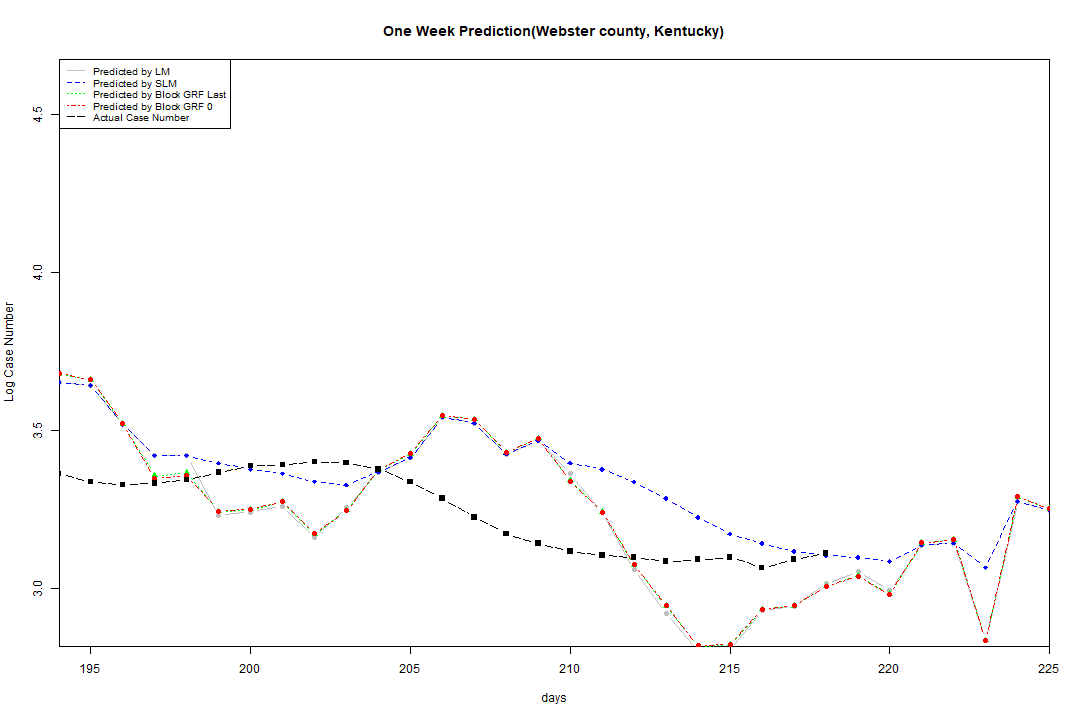 One Week Prediction(Webster county, Kentucky)
Predicted by LM
Predicted by SLM
Predicted by Block GRF Last
Predicted by Block GRF 0
Actual Case Number
4.5
4.0
3.5
3.0
Log Case Number
195 200 205 210 215 220 225
days